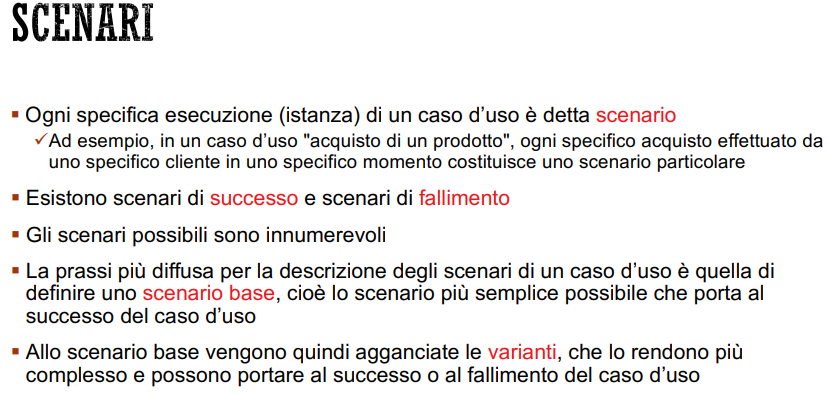 SCENARI
▪ Ogni specifica esecuzione (istanza) di un caso d'uso è detta scenario
✓Ad esempio, in un caso d'uso "acquisto di un prodotto", ogni specifico acquisto effettuato da
uno specifico cliente in uno specifico momento costituisce uno scenario particolare
▪ Esistono scenari di successo e scenari di fallimento
▪ Gli scenari possibili sono innumerevoli
▪ La prassi più diffusa per la descrizione degli scenari di un caso d'uso è quella di
definire uno scenario base, cioè lo scenario più semplice possibile che porta al
successo del caso d'uso
▪ Allo scenario base vengono quindi agganciate le varianti, che lo rendono più
complesso e possono portare al successo o al fallimento del caso d'uso